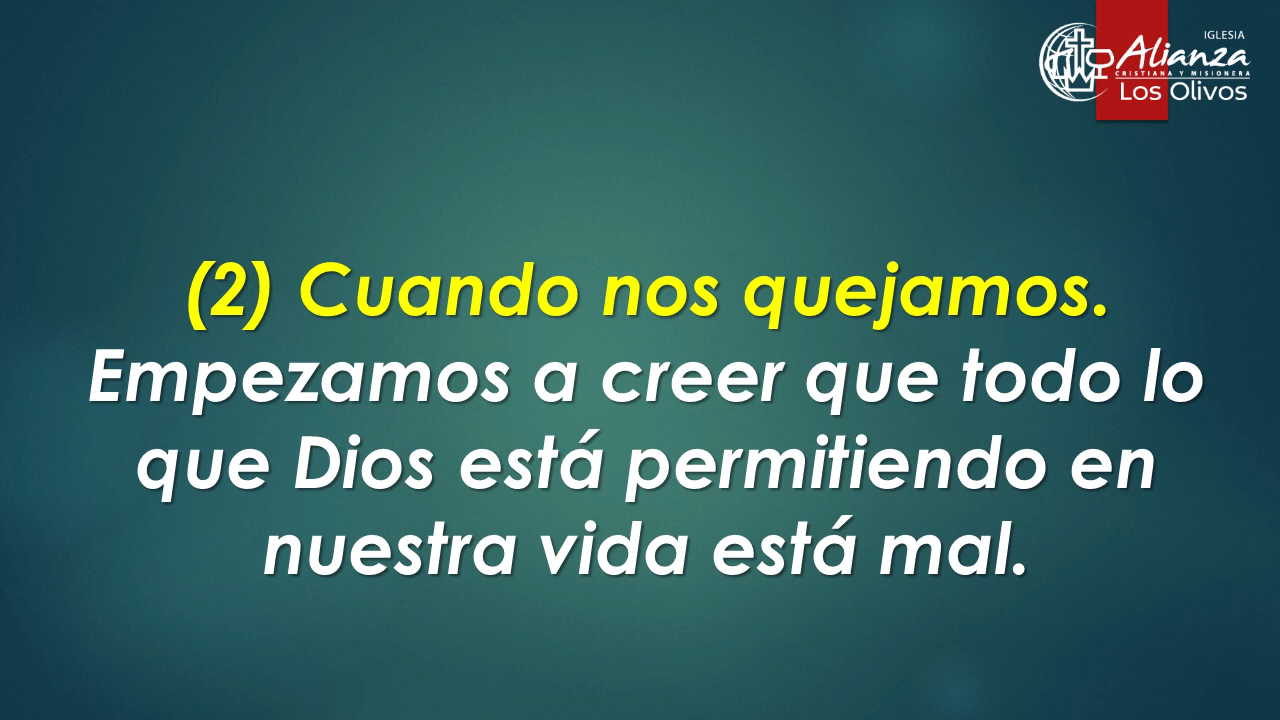 IGLESIA
Alianza
CRISTIANA Y MISIONERA
Los Olivos
(2) Cuando nos quejamos.
Empezamos a creer que todo lo
que Dios está permitiendo en
nuestra vida está mal.